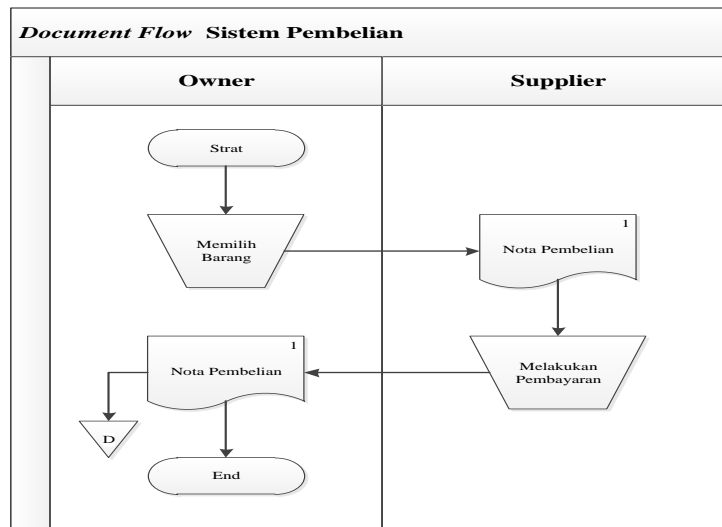 Document Flow Sistem Pembelian
Owner
Supplier
Strat
Memilih
Barang
1
Nota Pembelian
Melakukan
Pembayaran
1
Nota Pembelian
D
End